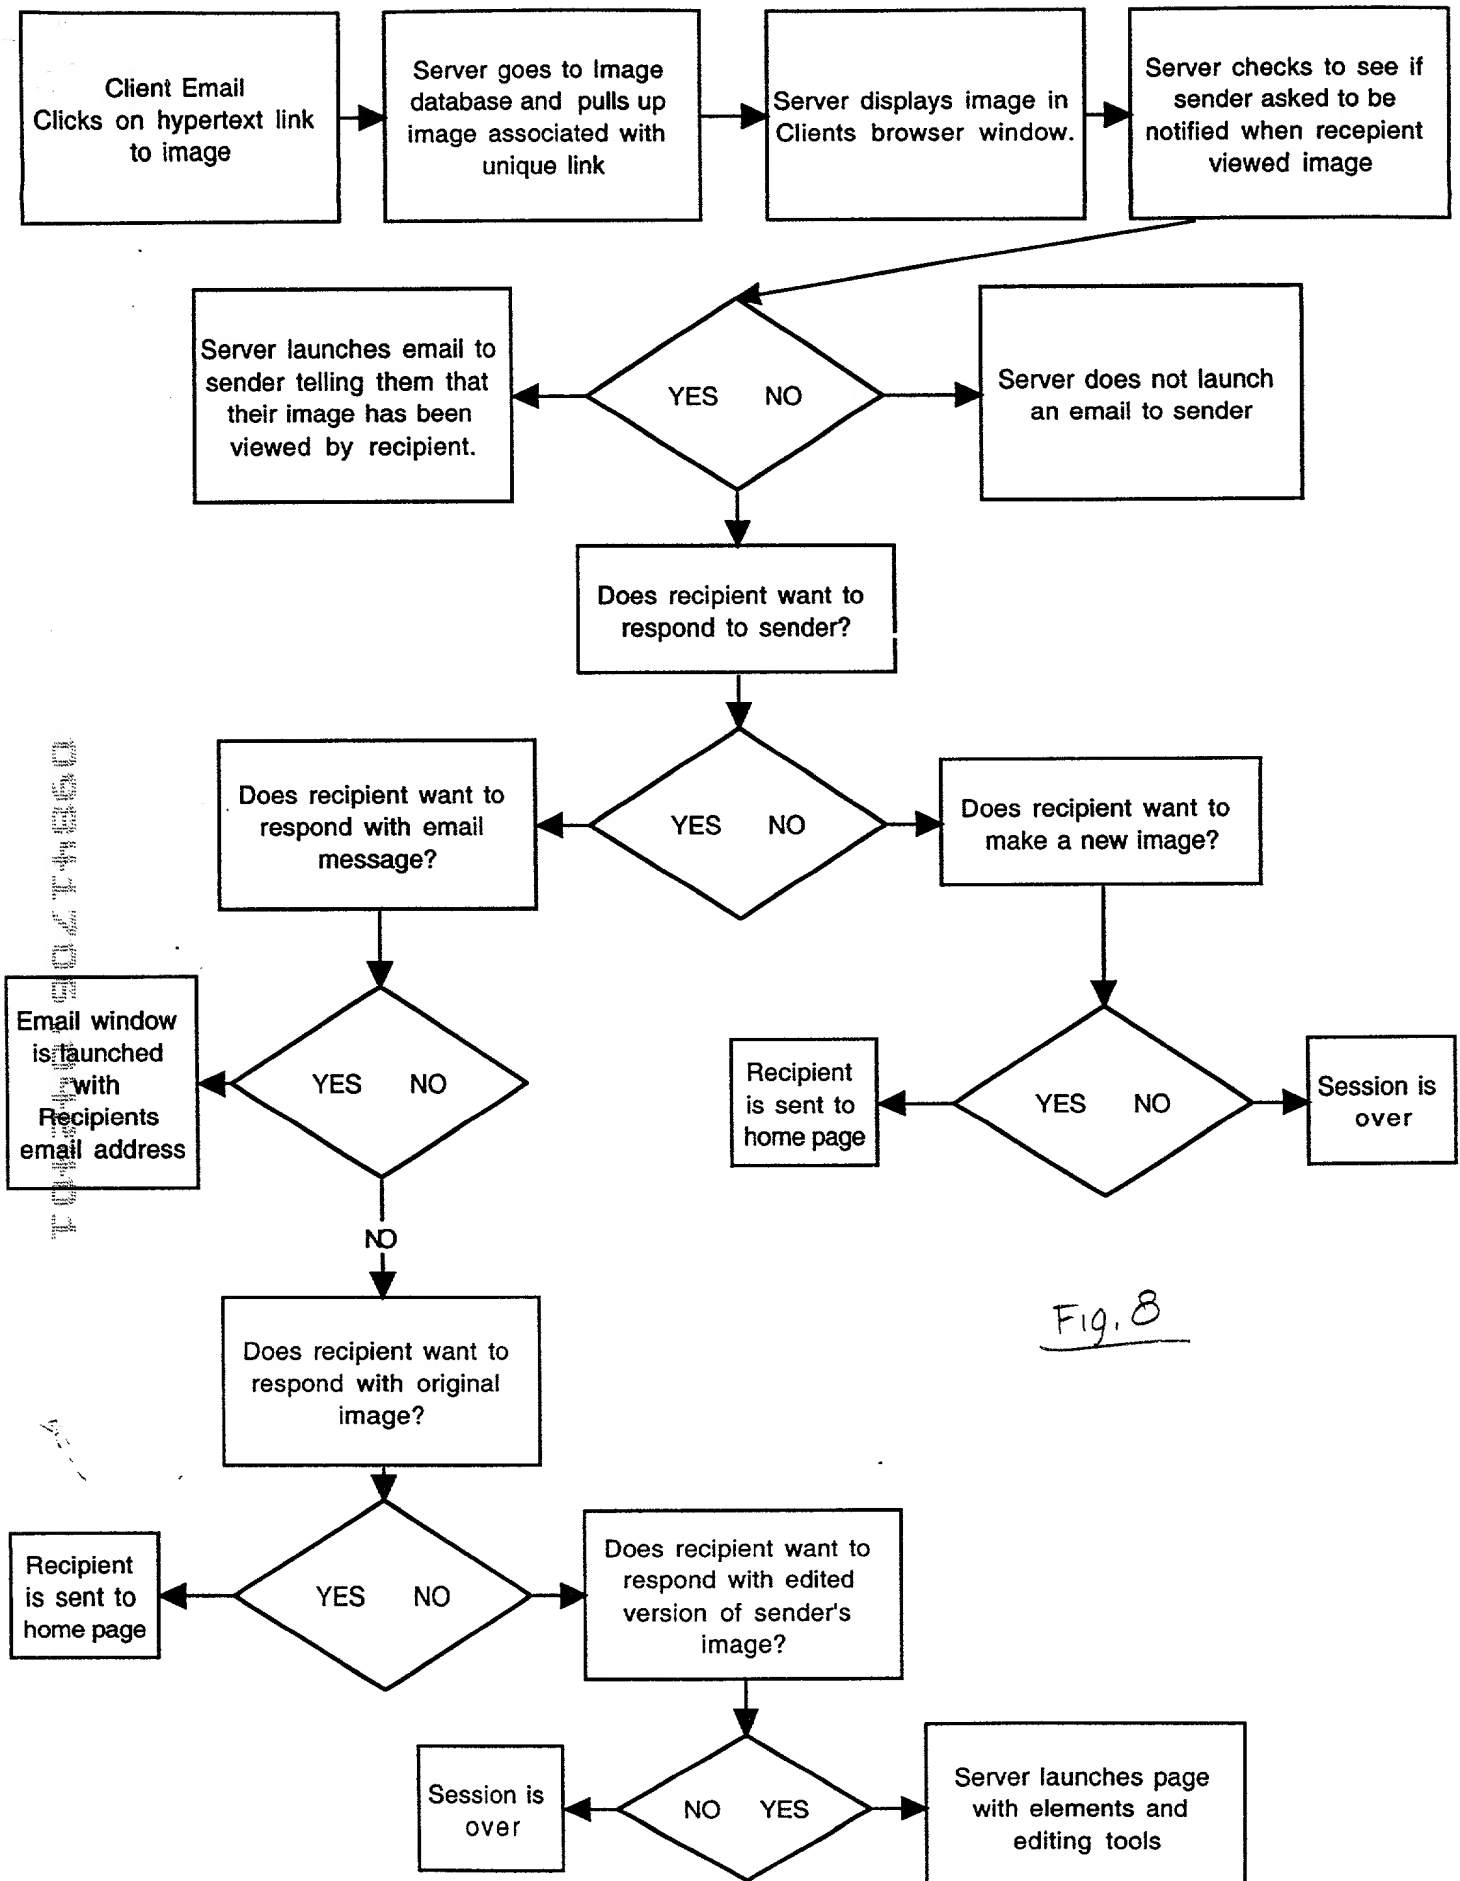 Client Email
Clicks on hypertext link
to image
Server goes to Image
database and pulls up
image associated with
unique link
Server displays image in
Clients browser window.
Server checks to see if
sender asked to be
notified when recepient
viewed image
Server launches email to
sender telling them that
their image has been
viewed by recipient.
YES NO
Server does not launch
an email to sender
Does recipient want to
respond to sender?
Does recipient want to
respond with email
message?
YES NO
Does recipient want to
make a new image?
Email window
is launched
with
Recipients
email address
YES NO
Recipient
is sent to
home page
YES NO
Session is
over
NO
Does recipient want to
respond with original
image?
Fig. 8
Recipient
is sent to
home page
YES NO
Does recipient want to
respond with edited
version of sender's
image?
Session is
over
NO YES
Server launches page
with elements and
editing tools